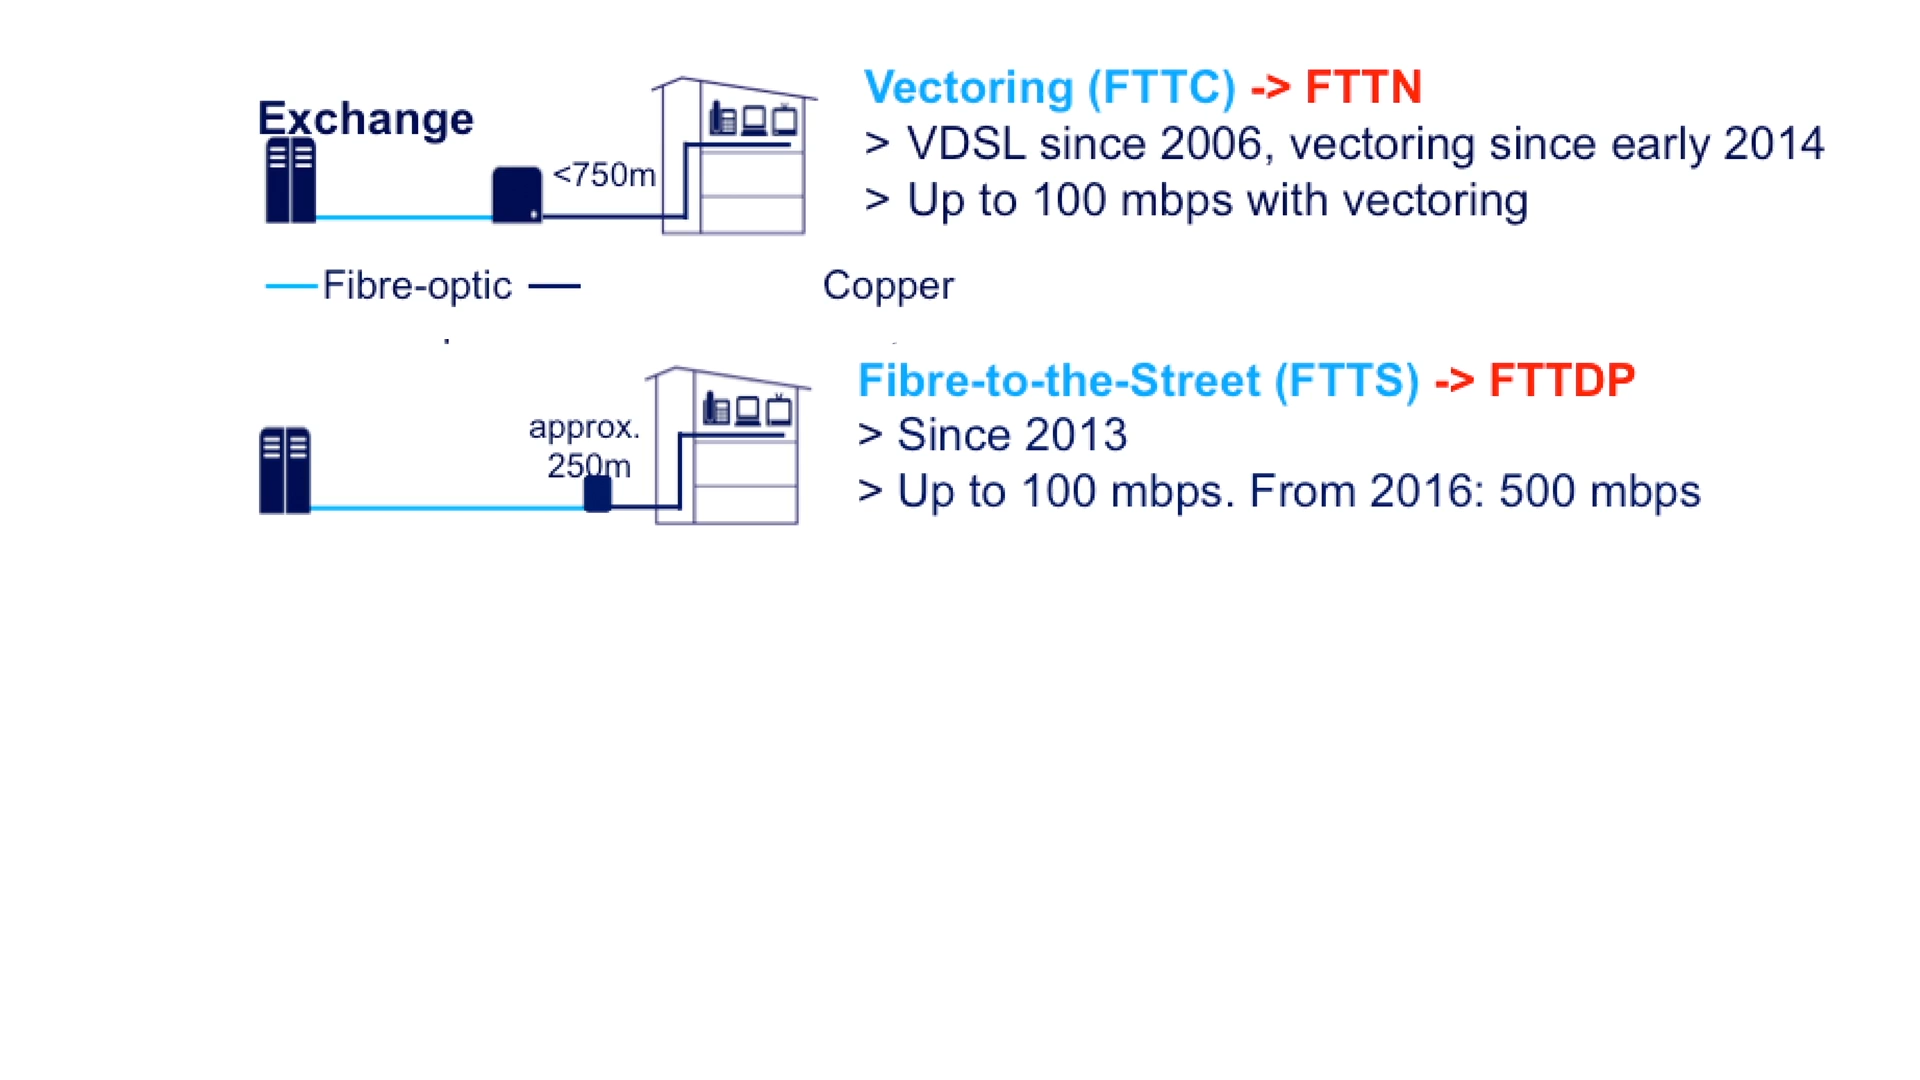 Exchange
<750m
Vectoring (FTTC) -> FTTN
> VDSL since 2006, vectoring since early 2014
> Up to 100 mbps with vectoring
Fibre-optic
Copper
approx.
250m
Fibre-to-the-Street (FTTS) -> FTTDP
> Since 2013
> Up to 100 mbps. From 2016: 500 mbps